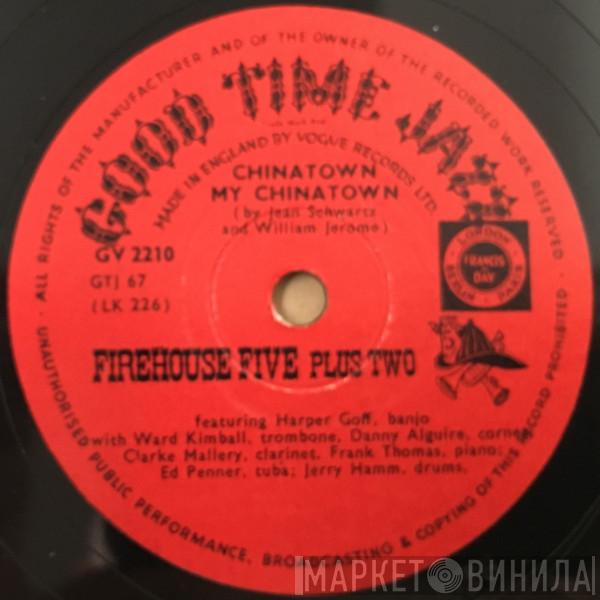 ALL RIGHTS OF THE MANUFACTURER AND OF THE OWNER OF THE RECORDED WORK RESERVED
GOOD TIME JAZZ
MADE IN ENGLAND BY VOGUE RECORDS LTD.
CHINATOWN
MY CHINATOWN
(by Jean Schwartz
and William Jerome)
GV 2210
GTJ 67
(LK 226)
LONDON
FRANCIS DAY
BERLIN · PARIS
FIREHOUSE FIVE PLUS TWO
featuring Harper Goff, banjo
with Ward Kimball, trombone, Danny Alguire, cornet
Clarke Mallery, clarinet, Frank Thomas, piano;
Ed Penner, tuba; Jerry Hamm, drums.
UNAUTHORISED PUBLIC PERFORMANCE, BROADCASTING & COPYING OF THIS RECORD PROHIBITED
МАРКЕТ ВИНИЛА